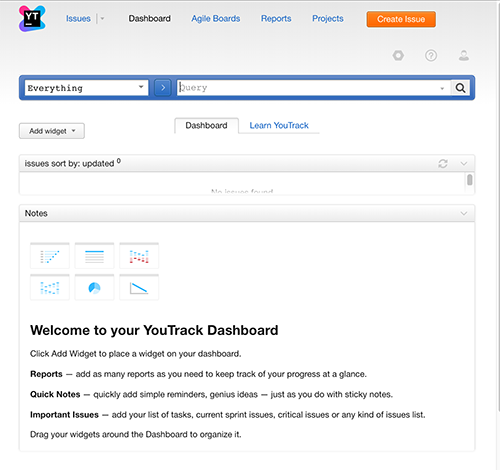 YT
Issues Dashboard Agile Boards Reports Projects Create Issue
Everything Query
Add widget Dashboard Learn YouTrack
issues sort by: updated 0
No issues found
Notes
Welcome to your YouTrack Dashboard
Click Add Widget to place a widget on your dashboard.
Reports — add as many reports as you need to keep track of your progress at a glance.
Quick Notes — quickly add simple reminders, genius ideas — just as you do with sticky notes.
Important Issues — add your list of tasks, current sprint issues, critical issues or any kind of issues list.
Drag your widgets around the Dashboard to organize it.